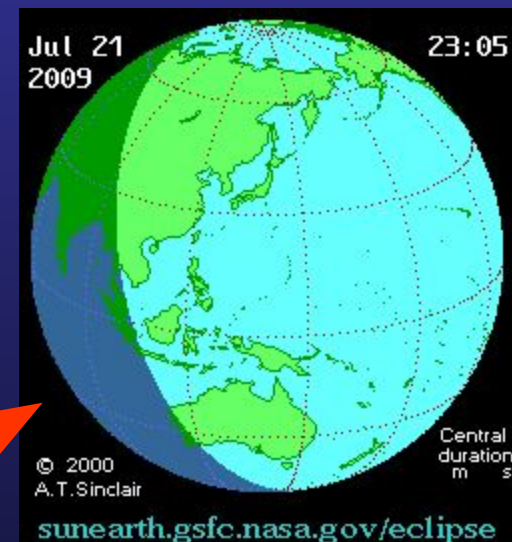 Jul 21 23:05
2009
Central
duration
m s
© 2000
A.T.Sinclair
sunearth.gsfc.nasa.gov/eclipse